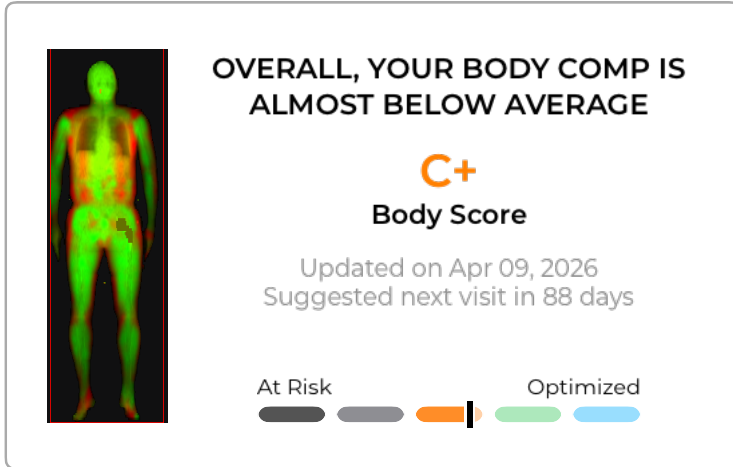 OVERALL, YOUR BODY COMP IS
ALMOST BELOW AVERAGE
C+
Body Score
Updated on Apr 09, 2026
Suggested next visit in 88 days
At Risk
Optimized